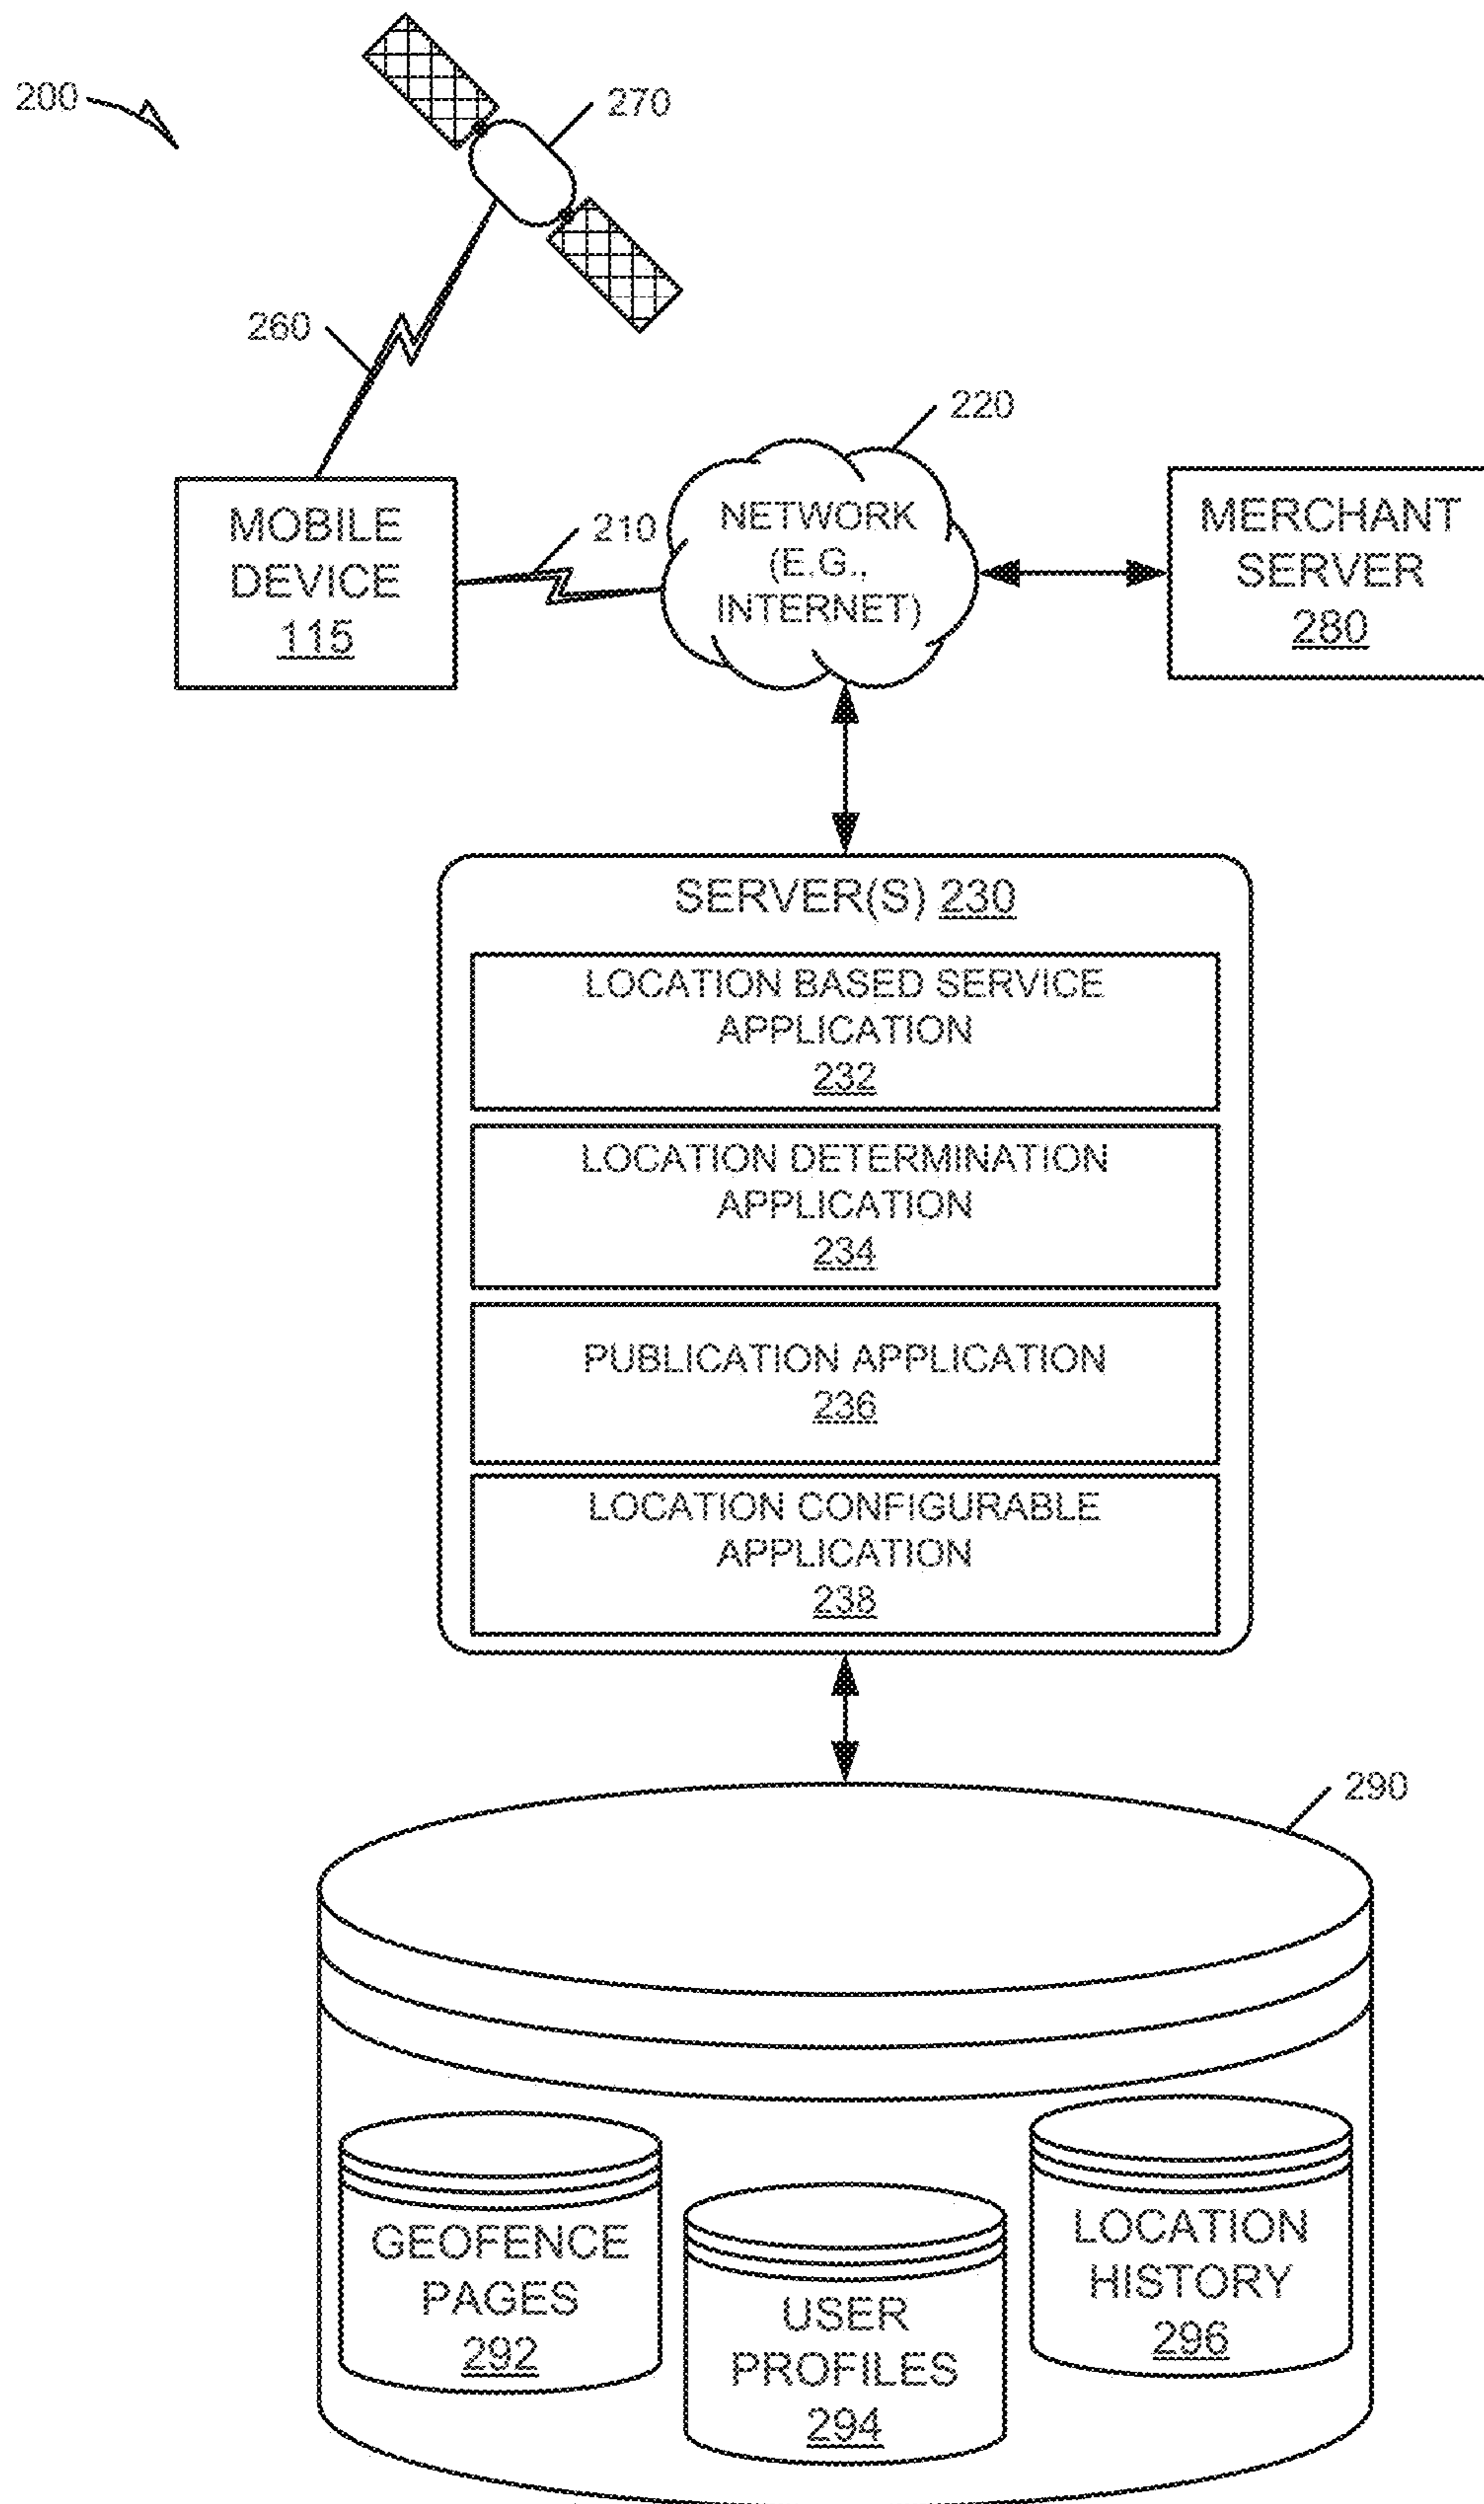 200
270
260
220
MOBILE
DEVICE
115
210
NETWORK
(E.G.,
INTERNET)
MERCHANT
SERVER
280
SERVER(S) 230
LOCATION BASED SERVICE
APPLICATION
232
LOCATION DETERMINATION
APPLICATION
234
PUBLICATION APPLICATION
236
LOCATION CONFIGURABLE
APPLICATION
238
290
GEOFENCE
PAGES
292
USER
PROFILES
294
LOCATION
HISTORY
296